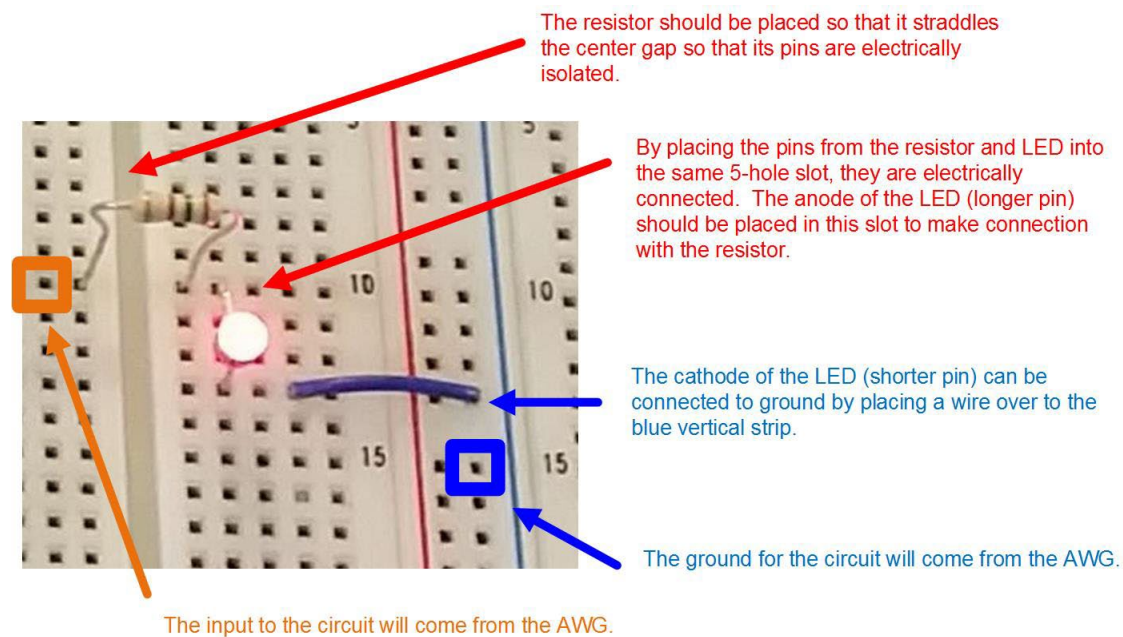 The resistor should be placed so that it straddles
the center gap so that its pins are electrically
isolated.
5
5
By placing the pins from the resistor and LED into
the same 5-hole slot, they are electrically
connected. The anode of the LED (longer pin)
should be placed in this slot to make connection
with the resistor.
10
10
The cathode of the LED (shorter pin) can be
connected to ground by placing a wire over to the
blue vertical strip.
15
15
The ground for the circuit will come from the AWG.
The input to the circuit will come from the AWG.